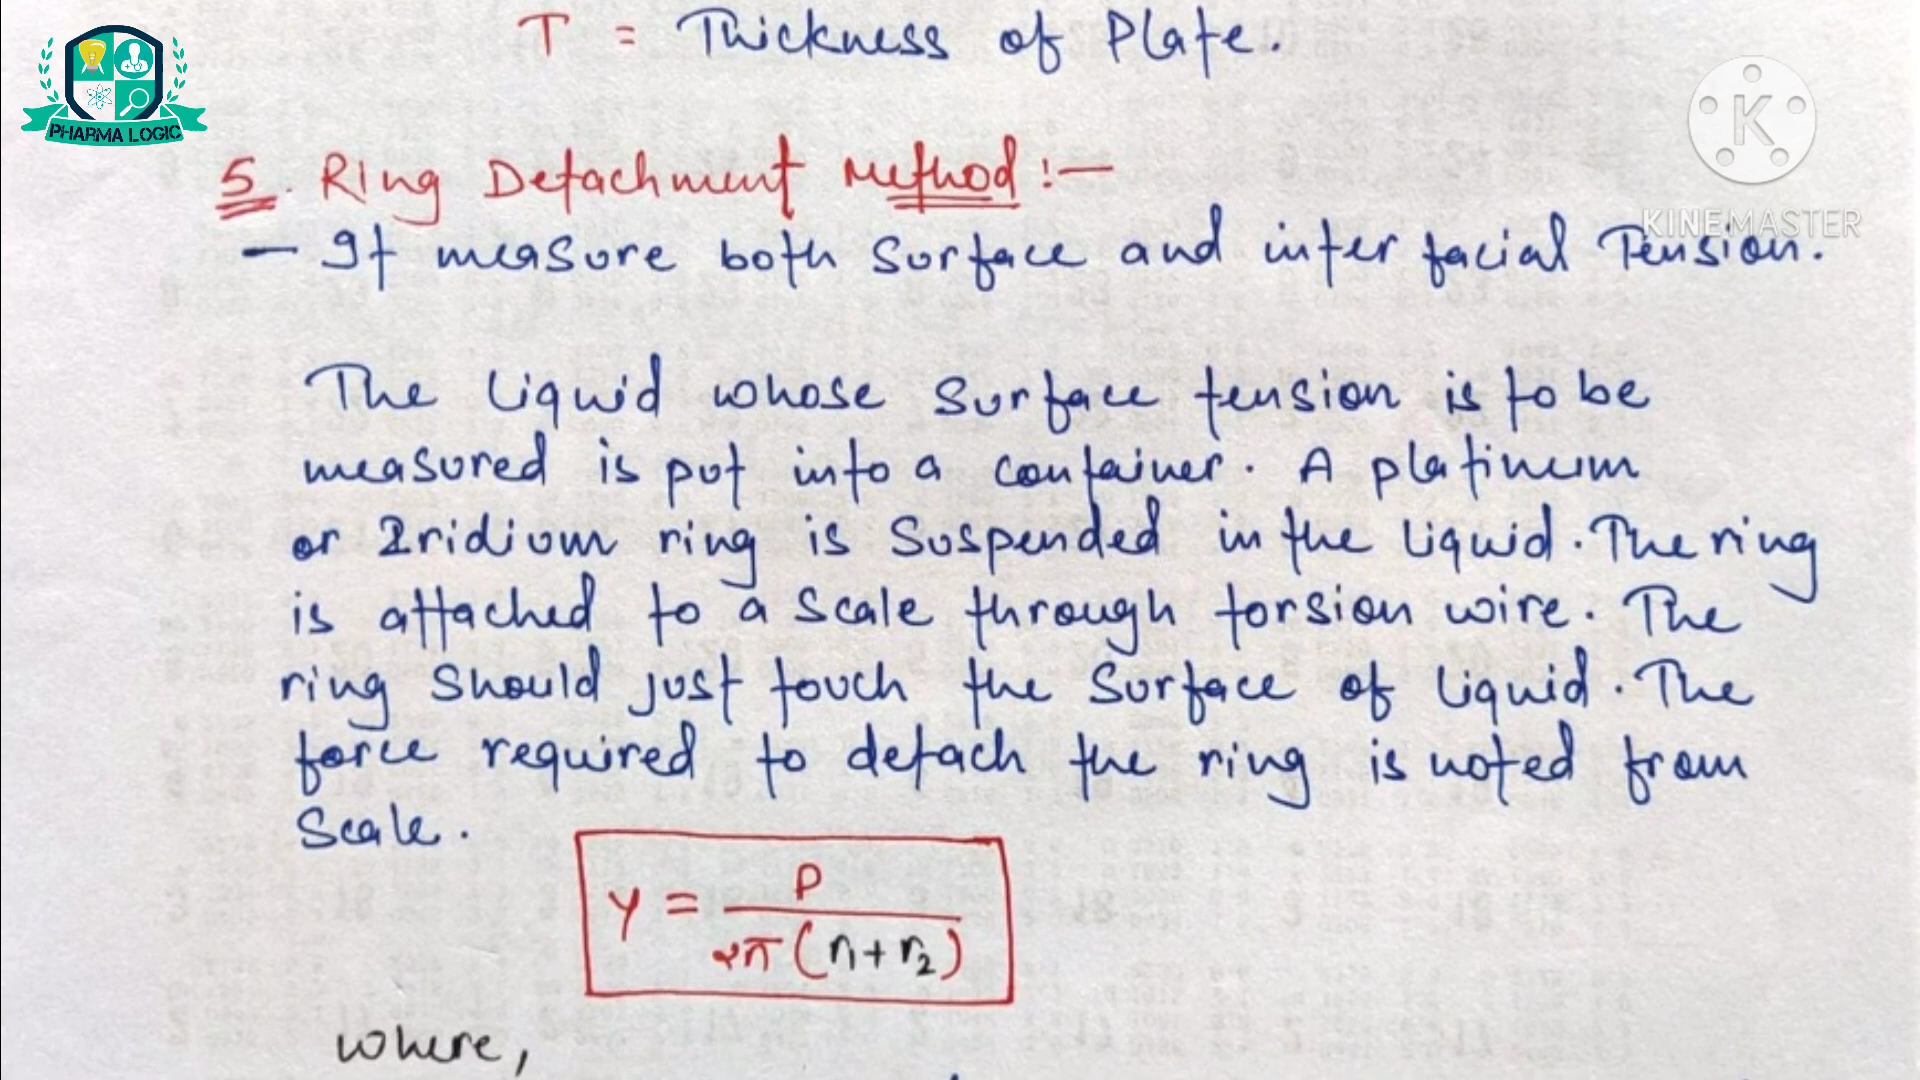 T = Thickness of Plate.
PHARMA LOGIC
K
KINEMASTER
5. Ring Detachment Method :-
- It measure both Surface and inter facial Tension.
The Liquid whose Surface tension is to be
measured is put into a container. A platinum
or Iridium ring is Suspended in the Liquid. The ring
is attached to a Scale through torsion wire. The
ring Should just touch the Surface of Liquid. The
force required to detach the ring is noted from
Scale.
γ = P / 2π (r1 + r2)
where,